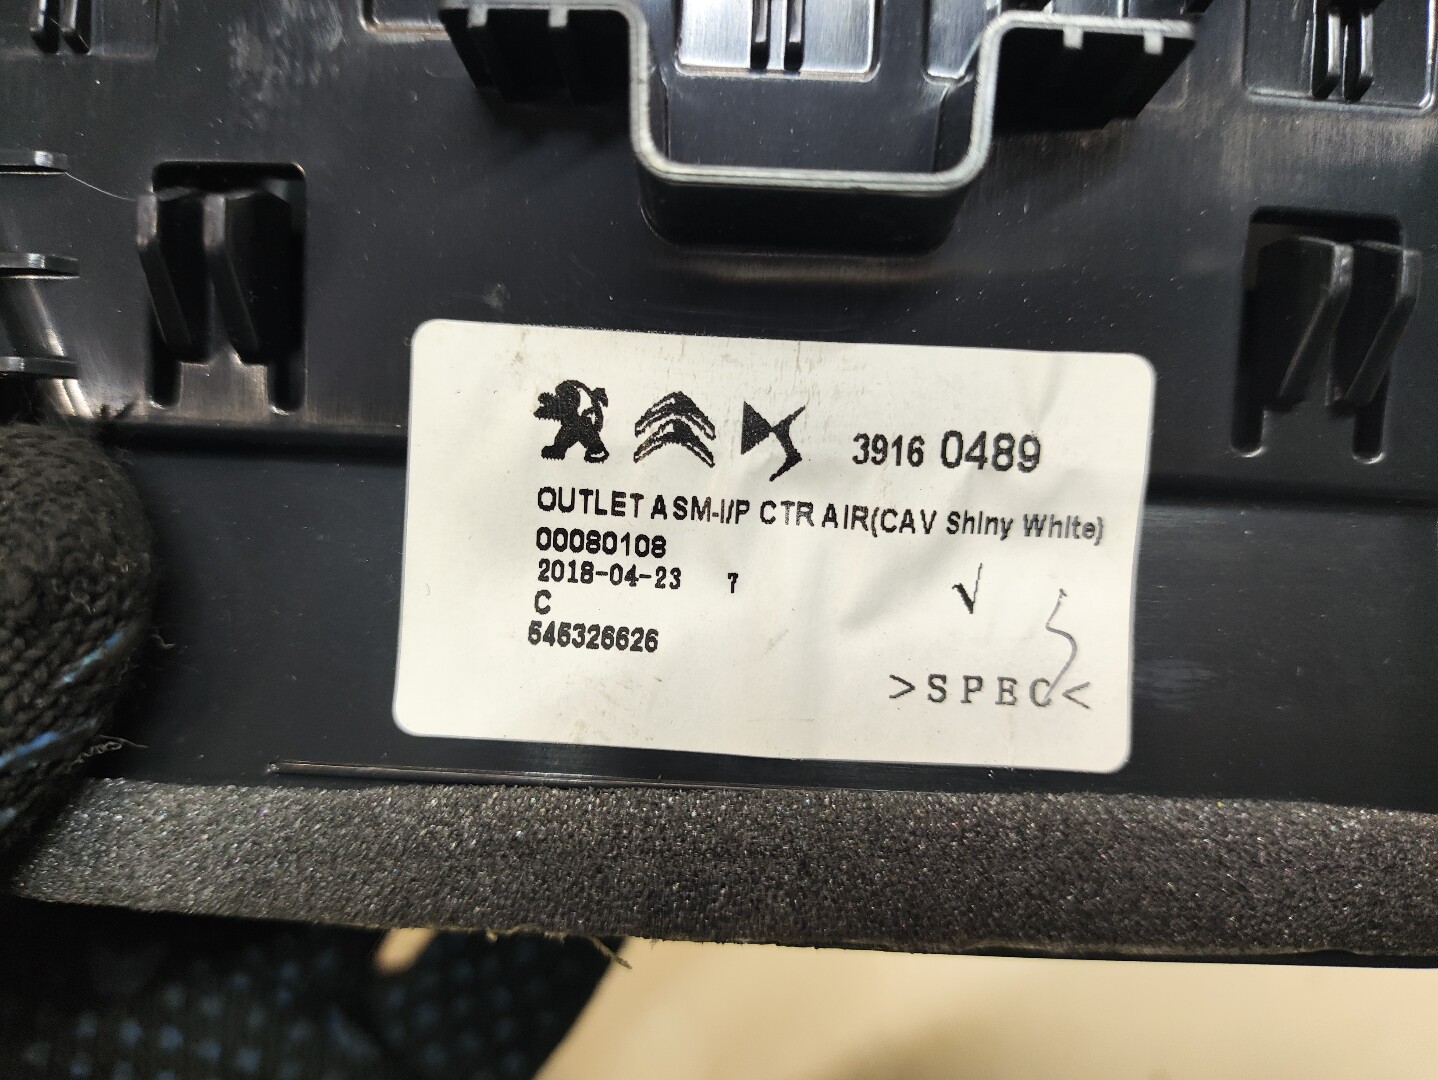 3916 0489
OUTLET ASM-I/P CTR AIR(CAV Shiny White)
00080108
2018-04-23 7
C
545326626
>SPEC<